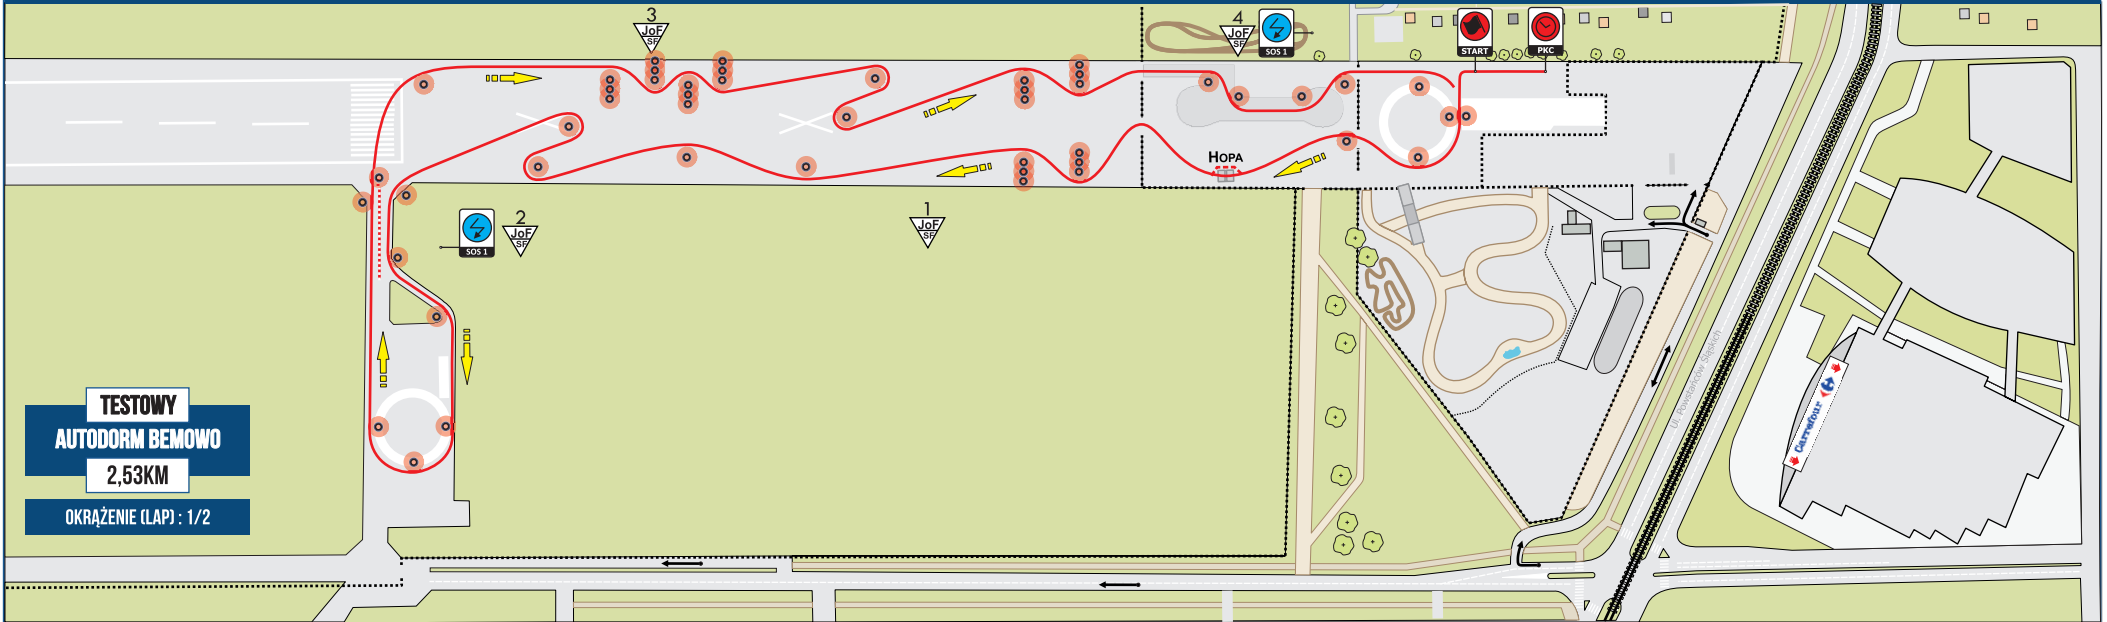 3
JoF
SF
4
JoF
SF
SOS 1
START
PKC
HOPA
1
JoF
SF
SOS 1
2
JoF
SF
TESTOWY
AUTODORM BEMOWO
2,53KM
OKRĄŻENIE (LAP) : 1/2
Ul. Powstańców Śląskich
Carrefour